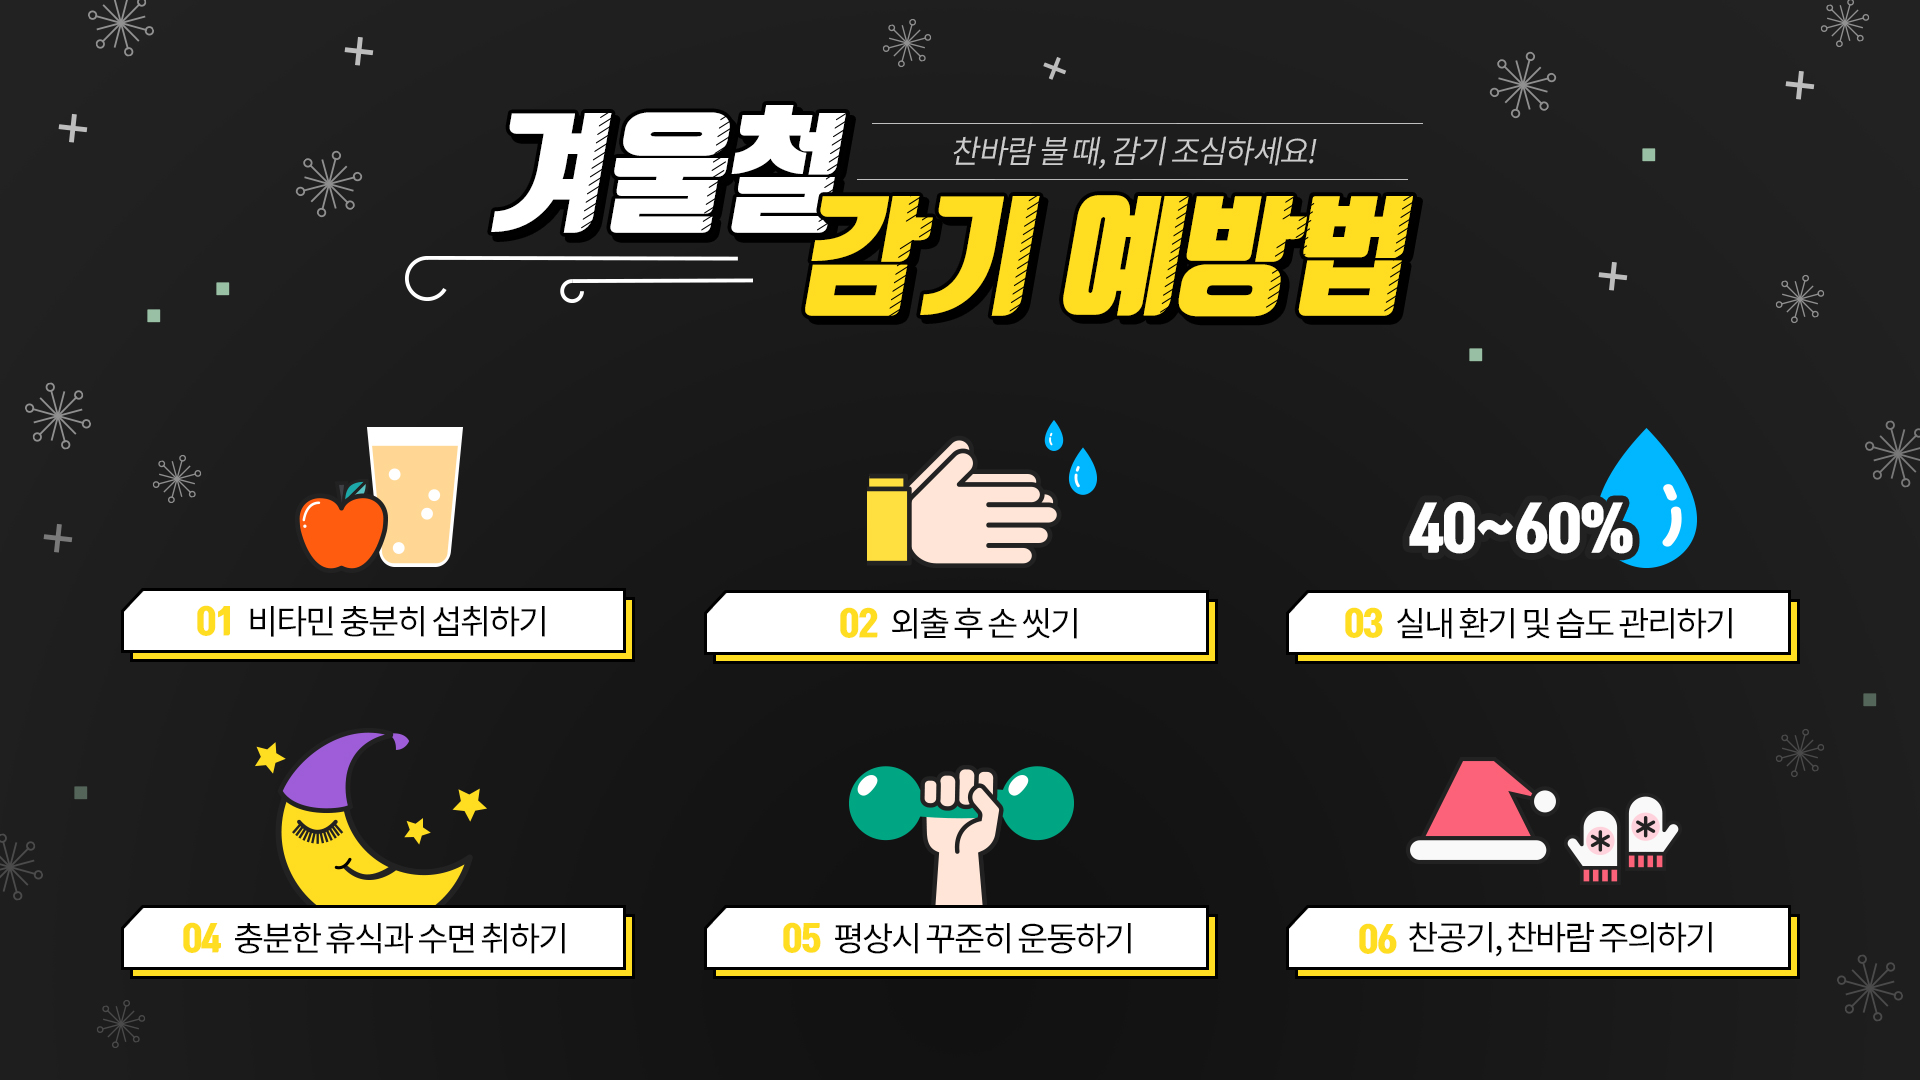 겨울철
찬바람 불 때, 감기 조심하세요!
감기 예방법
40~60%
01 비타민 충분히 섭취하기
02 외출 후 손 씻기
03 실내 환기 및 습도 관리하기
04 충분한 휴식과 수면 취하기
05 평상시 꾸준히 운동하기
06 찬공기, 찬바람 주의하기